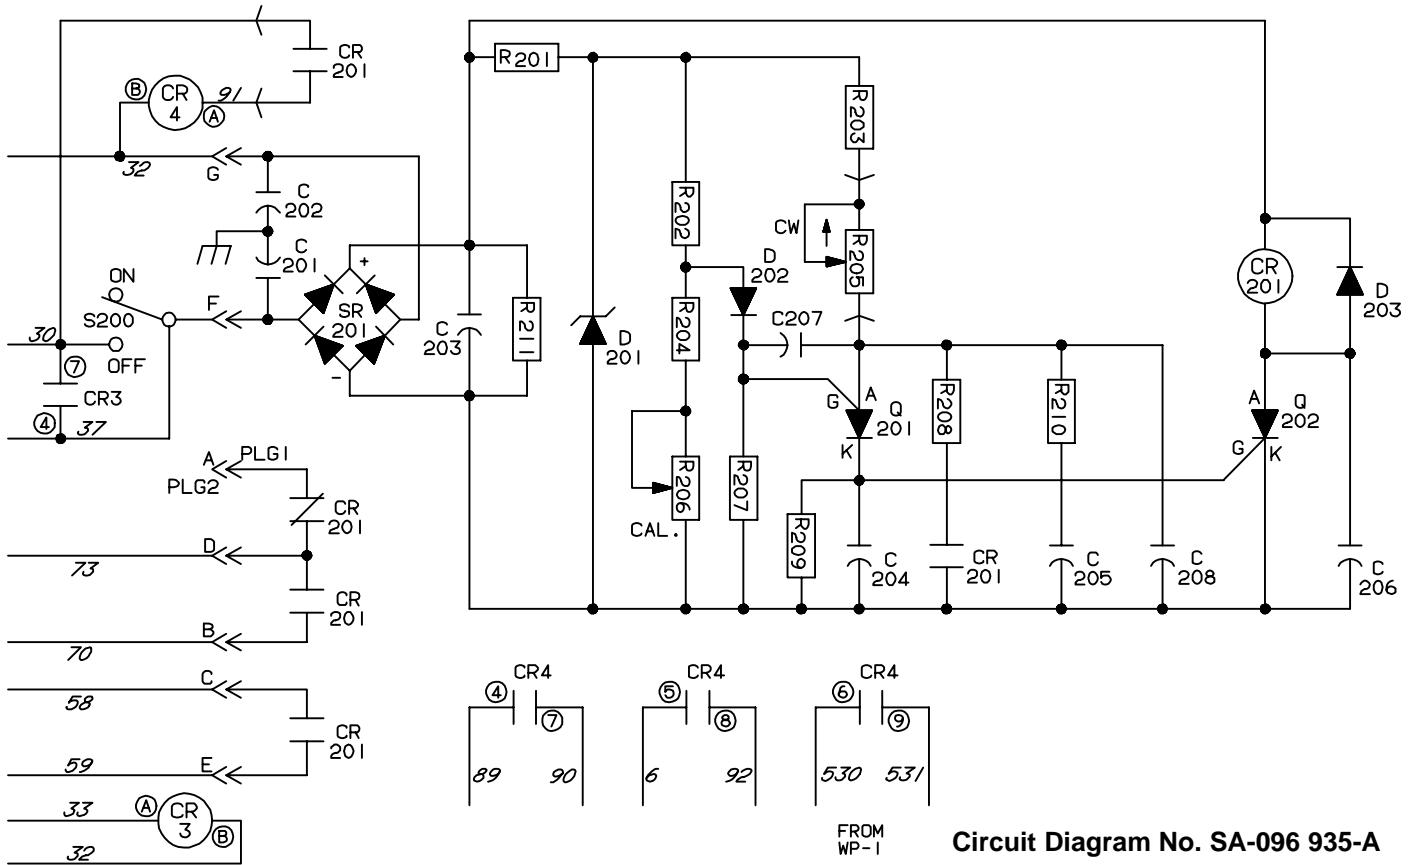 CR
201
R201
B
CR
4
91
A
R203
32
G
C
202
R202
CW
C
201
+
D
202
R205
CR
201
ON
F
SR
201
D
203
S200
C
203
R211
R204
C207
30
OFF
D
201
7
-
CR3
R208
R210
A
Q
201
G
A
Q
202
4
37
K
G
K
A
PLG1
PLG2
CR
201
R206
R207
CAL.
R209
D
73
C
204
CR
201
C
205
C
208
C
206
CR
201
B
70
C
58
CR4
4
7
CR4
5
8
CR4
6
9
CR
201
59
E
89
90
6
92
530
531
33
A
CR
3
B
FROM
WP-1
32
Circuit Diagram No. SA-096 935-A